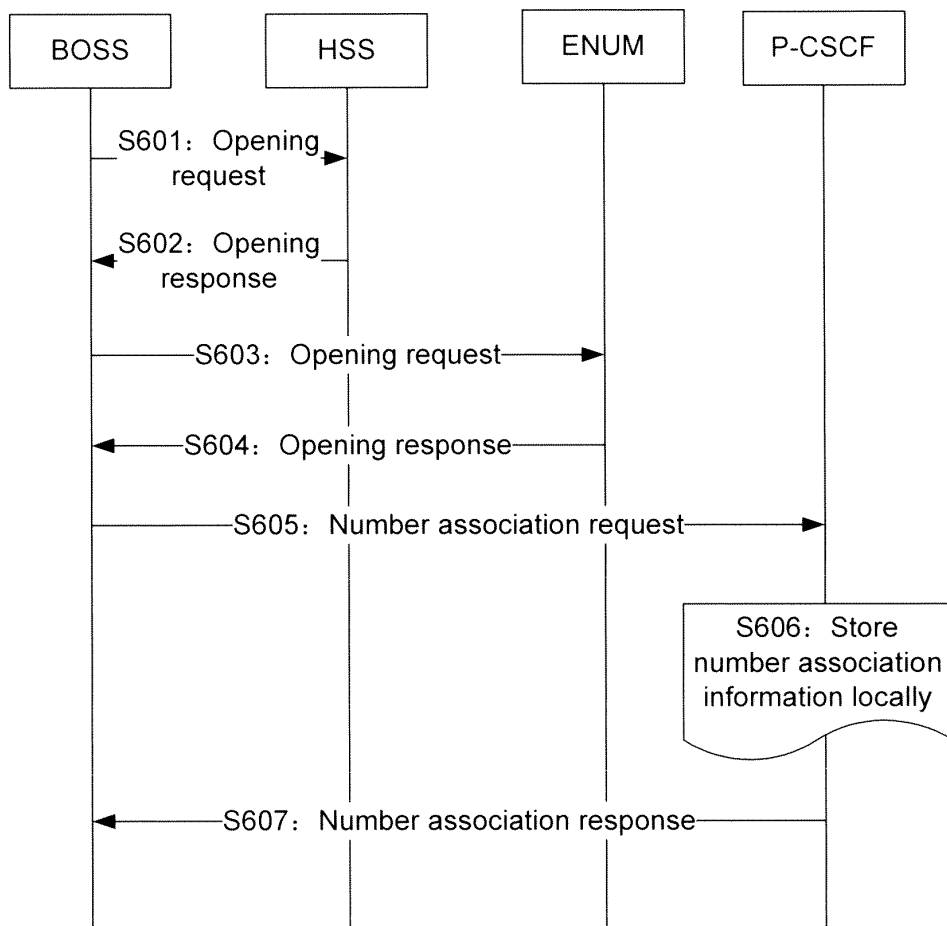 BOSS
HSS
ENUM
P-CSCF
S601：Opening
request
S602：Opening
response
S603：Opening request
S604：Opening response
S605：Number association request
S606：Store
number association
information locally
S607：Number association response